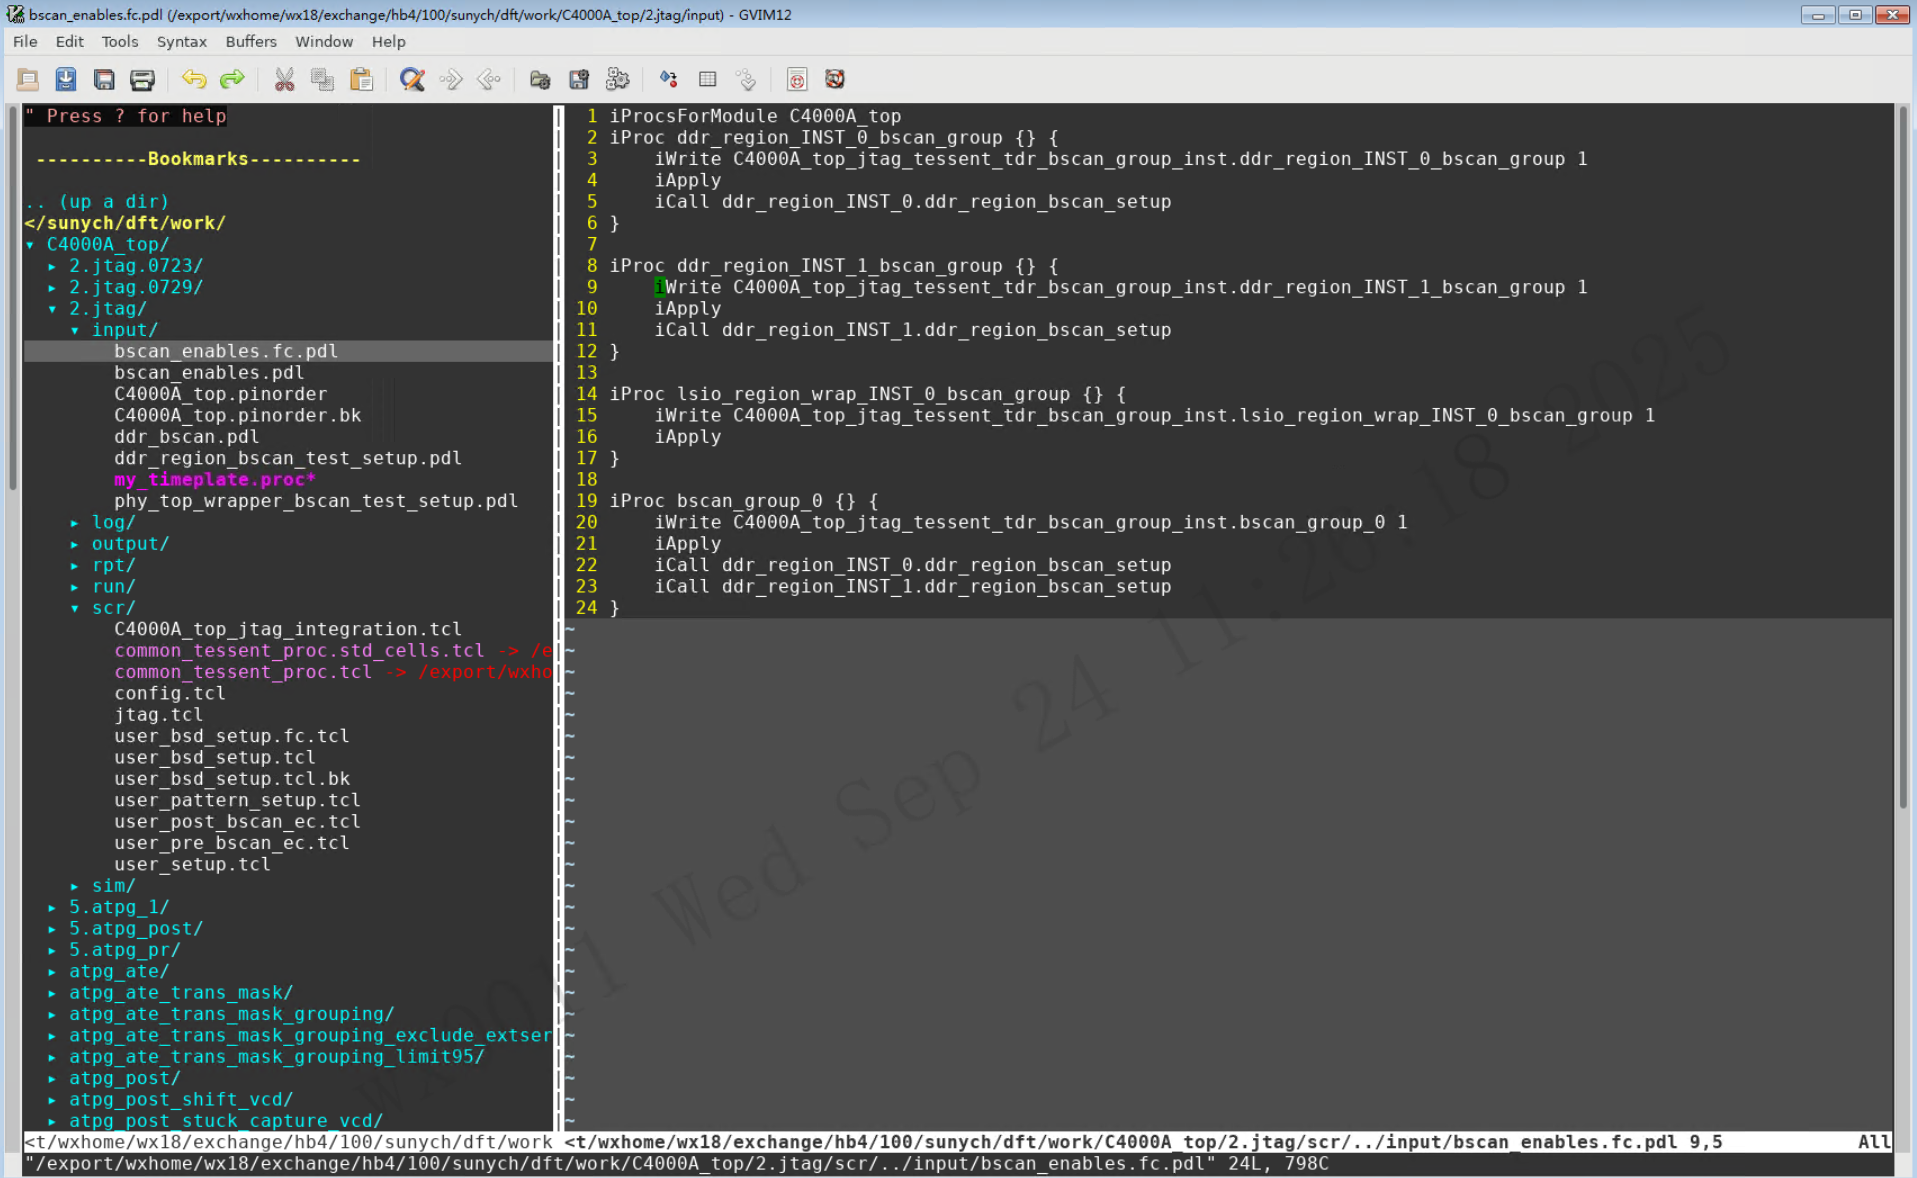 bscan_enables.fc.pdl (/export/wxhome/wx18/exchange/hb4/100/sunych/dft/work/C4000A_top/2.jtag/input) - GVIM12
File Edit Tools Syntax Buffers Window Help
" Press ? for help
----------Bookmarks----------
.. (up a dir)
</sunych/dft/work/
▾ C4000A_top/
▸ 2.jtag.0723/
▸ 2.jtag.0729/
▾ 2.jtag/
▾ input/
bscan_enables.fc.pdl
bscan_enables.pdl
C4000A_top.pinorder
C4000A_top.pinorder.bk
ddr_bscan.pdl
ddr_region_bscan_test_setup.pdl
my_timeplate.proc*
phy_top_wrapper_bscan_test_setup.pdl
▸ log/
▸ output/
▸ rpt/
▸ run/
▾ scr/
C4000A_top_jtag_integration.tcl
common_tessent_proc.std_cells.tcl -> /e
common_tessent_proc.tcl -> /export/wxho
config.tcl
jtag.tcl
user_bsd_setup.fc.tcl
user_bsd_setup.tcl
user_bsd_setup.tcl.bk
user_pattern_setup.tcl
user_post_bscan_ec.tcl
user_pre_bscan_ec.tcl
user_setup.tcl
▸ sim/
▸ 5.atpg_1/
▸ 5.atpg_post/
▸ 5.atpg_pr/
▸ atpg_ate/
▸ atpg_ate_trans_mask/
▸ atpg_ate_trans_mask_grouping/
▸ atpg_ate_trans_mask_grouping_exclude_extser
▸ atpg_ate_trans_mask_grouping_limit95/
▸ atpg_post/
▸ atpg_post_shift_vcd/
▸ atpg_post_stuck_capture_vcd/
<t/wxhome/wx18/exchange/hb4/100/sunych/dft/work
1 iProcsForModule C4000A_top
2 iProc ddr_region_INST_0_bscan_group {} {
3     iWrite C4000A_top_jtag_tessent_tdr_bscan_group_inst.ddr_region_INST_0_bscan_group 1
4     iApply
5     iCall ddr_region_INST_0.ddr_region_bscan_setup
6 }
7
8 iProc ddr_region_INST_1_bscan_group {} {
9     iWrite C4000A_top_jtag_tessent_tdr_bscan_group_inst.ddr_region_INST_1_bscan_group 1
10     iApply
11     iCall ddr_region_INST_1.ddr_region_bscan_setup
12 }
13
14 iProc lsio_region_wrap_INST_0_bscan_group {} {
15     iWrite C4000A_top_jtag_tessent_tdr_bscan_group_inst.lsio_region_wrap_INST_0_bscan_group 1
16     iApply
17 }
18
19 iProc bscan_group_0 {} {
20     iWrite C4000A_top_jtag_tessent_tdr_bscan_group_inst.bscan_group_0 1
21     iApply
22     iCall ddr_region_INST_0.ddr_region_bscan_setup
23     iCall ddr_region_INST_1.ddr_region_bscan_setup
24 }
<t/wxhome/wx18/exchange/hb4/100/sunych/dft/work/C4000A_top/2.jtag/scr/../input/bscan_enables.fc.pdl 9,5 All
"/export/wxhome/wx18/exchange/hb4/100/sunych/dft/work/C4000A_top/2.jtag/scr/../input/bscan_enables.fc.pdl" 24L, 798C
Wed Sep 24 11:26:18 2025